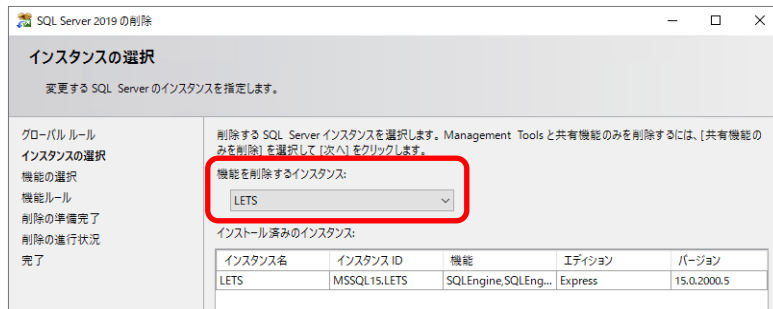 SQL Server 2019 の削除
インスタンスの選択
変更する SQL Server のインスタンスを指定します。
グローバル ルール
インスタンスの選択
機能の選択
機能ルール
削除の準備完了
削除の進行状況
完了
削除する SQL Server インスタンスを選択します。Management Tools と共有機能のみを削除するには、[共有機能の
みを削除] を選択して [次へ] をクリックします。
機能を削除するインスタンス:
LETS
インストール済みのインスタンス:
インスタンス名 インスタンス ID 機能 エディション バージョン
LETS MSSQL15.LETS SQLEngine,SQLEng... Express 15.0.2000.5